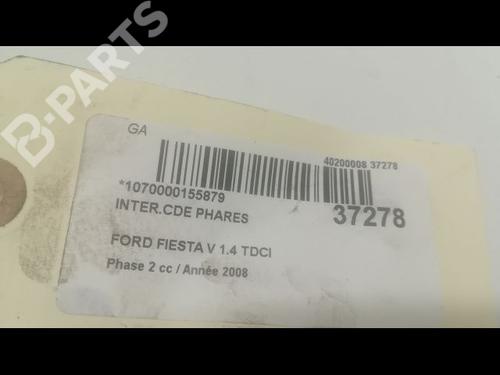 B-PARTS
GA
40200008 37278
*1070000155879
INTER.CDE PHARES
37278
FORD FIESTA V 1.4 TDCI
Phase 2 cc / Année 2008